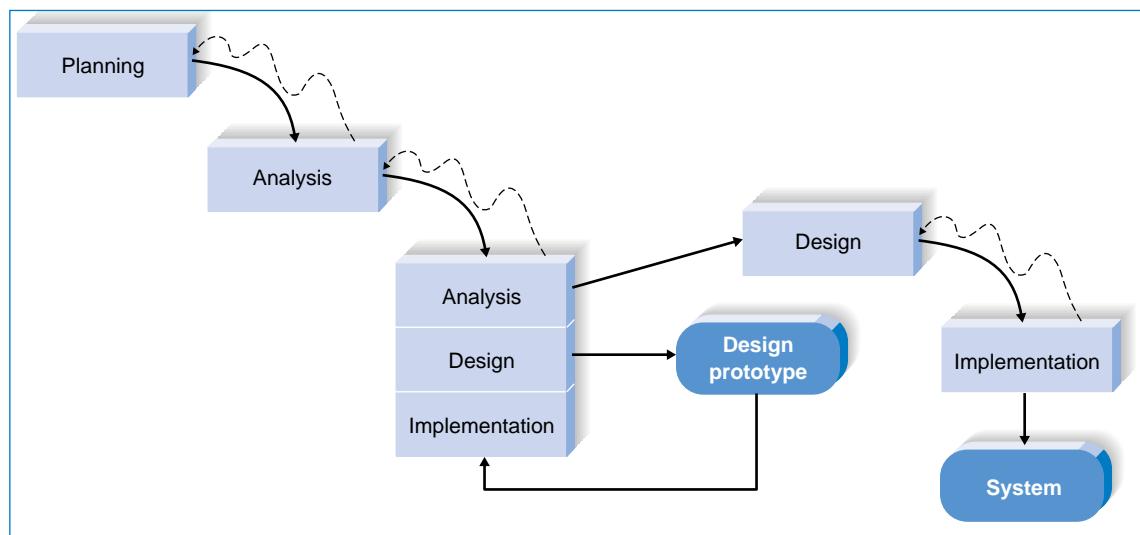 Planning
Analysis
Analysis
Design
Implementation
Design
prototype
Design
Implementation
System